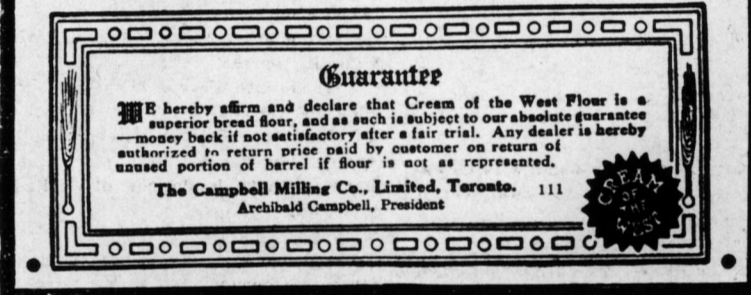 Guarantee
WE hereby affirm and declare that Cream of the West Flour is a
superior bread flour, and as such is subject to our absolute guarantee
—money back if not satisfactory after a fair trial. Any dealer is hereby
authorized to return price paid by customer on return of
unused portion of barrel if flour is not as represented.
The Campbell Milling Co., Limited, Toronto. 111
Archibald Campbell, President
CREAM
OF
THE
WEST